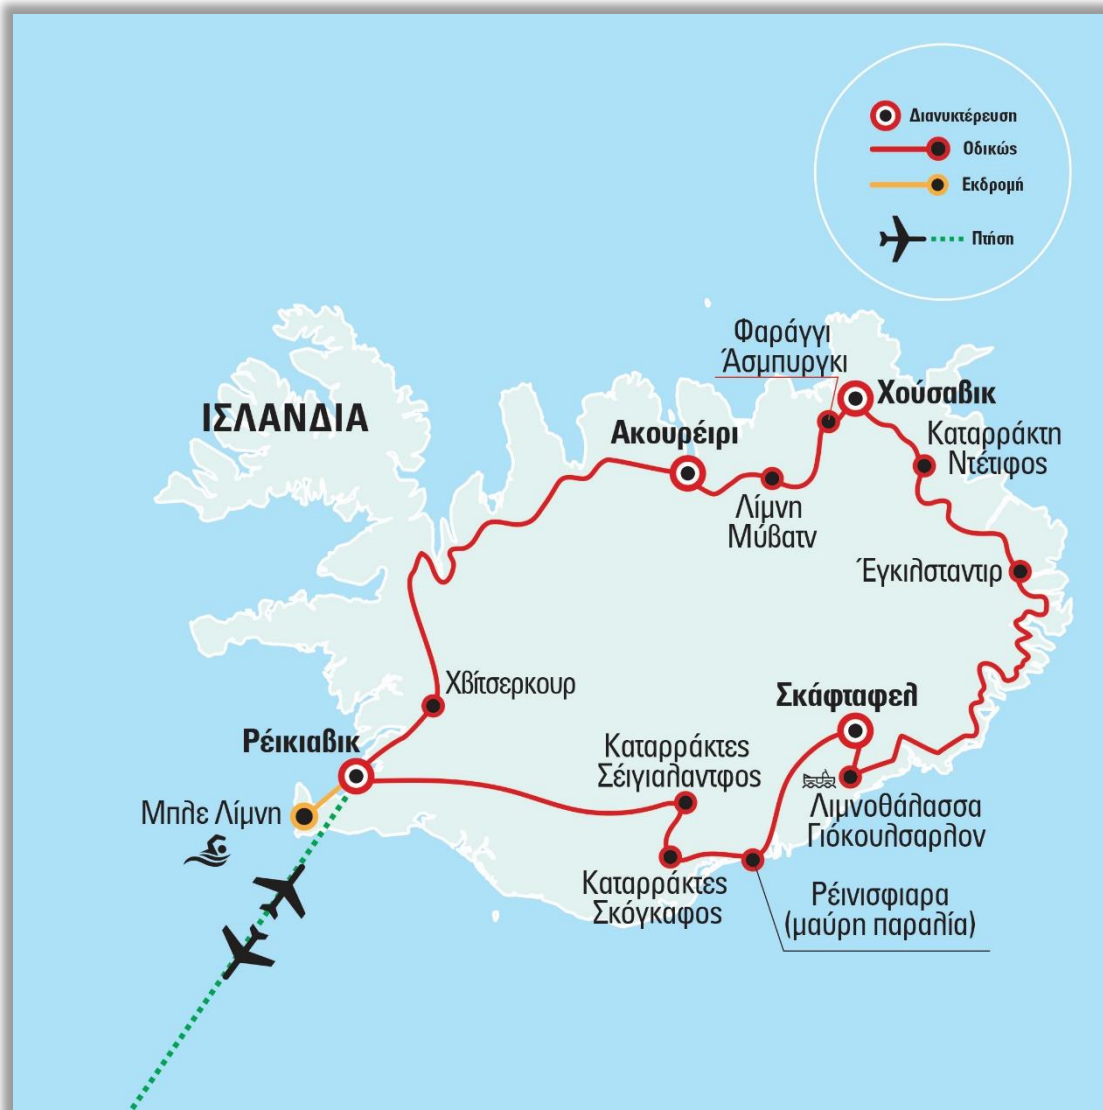 Διανυκτέρευση
Οδικώς
Εκδρομή
Πτήση
Φαράγγι
Άσμπυργκι
ΙΣΛΑΝΔΙΑ
Χούσαβικ
Ακουρέιρι
Καταρράκτη
Ντέτιφος
Λίμνη
Μύβατν
Έγκιλσταντιρ
Χβίτσερκουρ
Σκάφταφελ
Ρέικιαβικ
Καταρράκτες
Σέιγιαλαντφος
Μπλε Λίμνη
Λιμνοθάλασσα
Γιόκουλσαρλον
Καταρράκτες
Σκόγκαφος
Ρέινισφιαρα
(μαύρη παραλία)